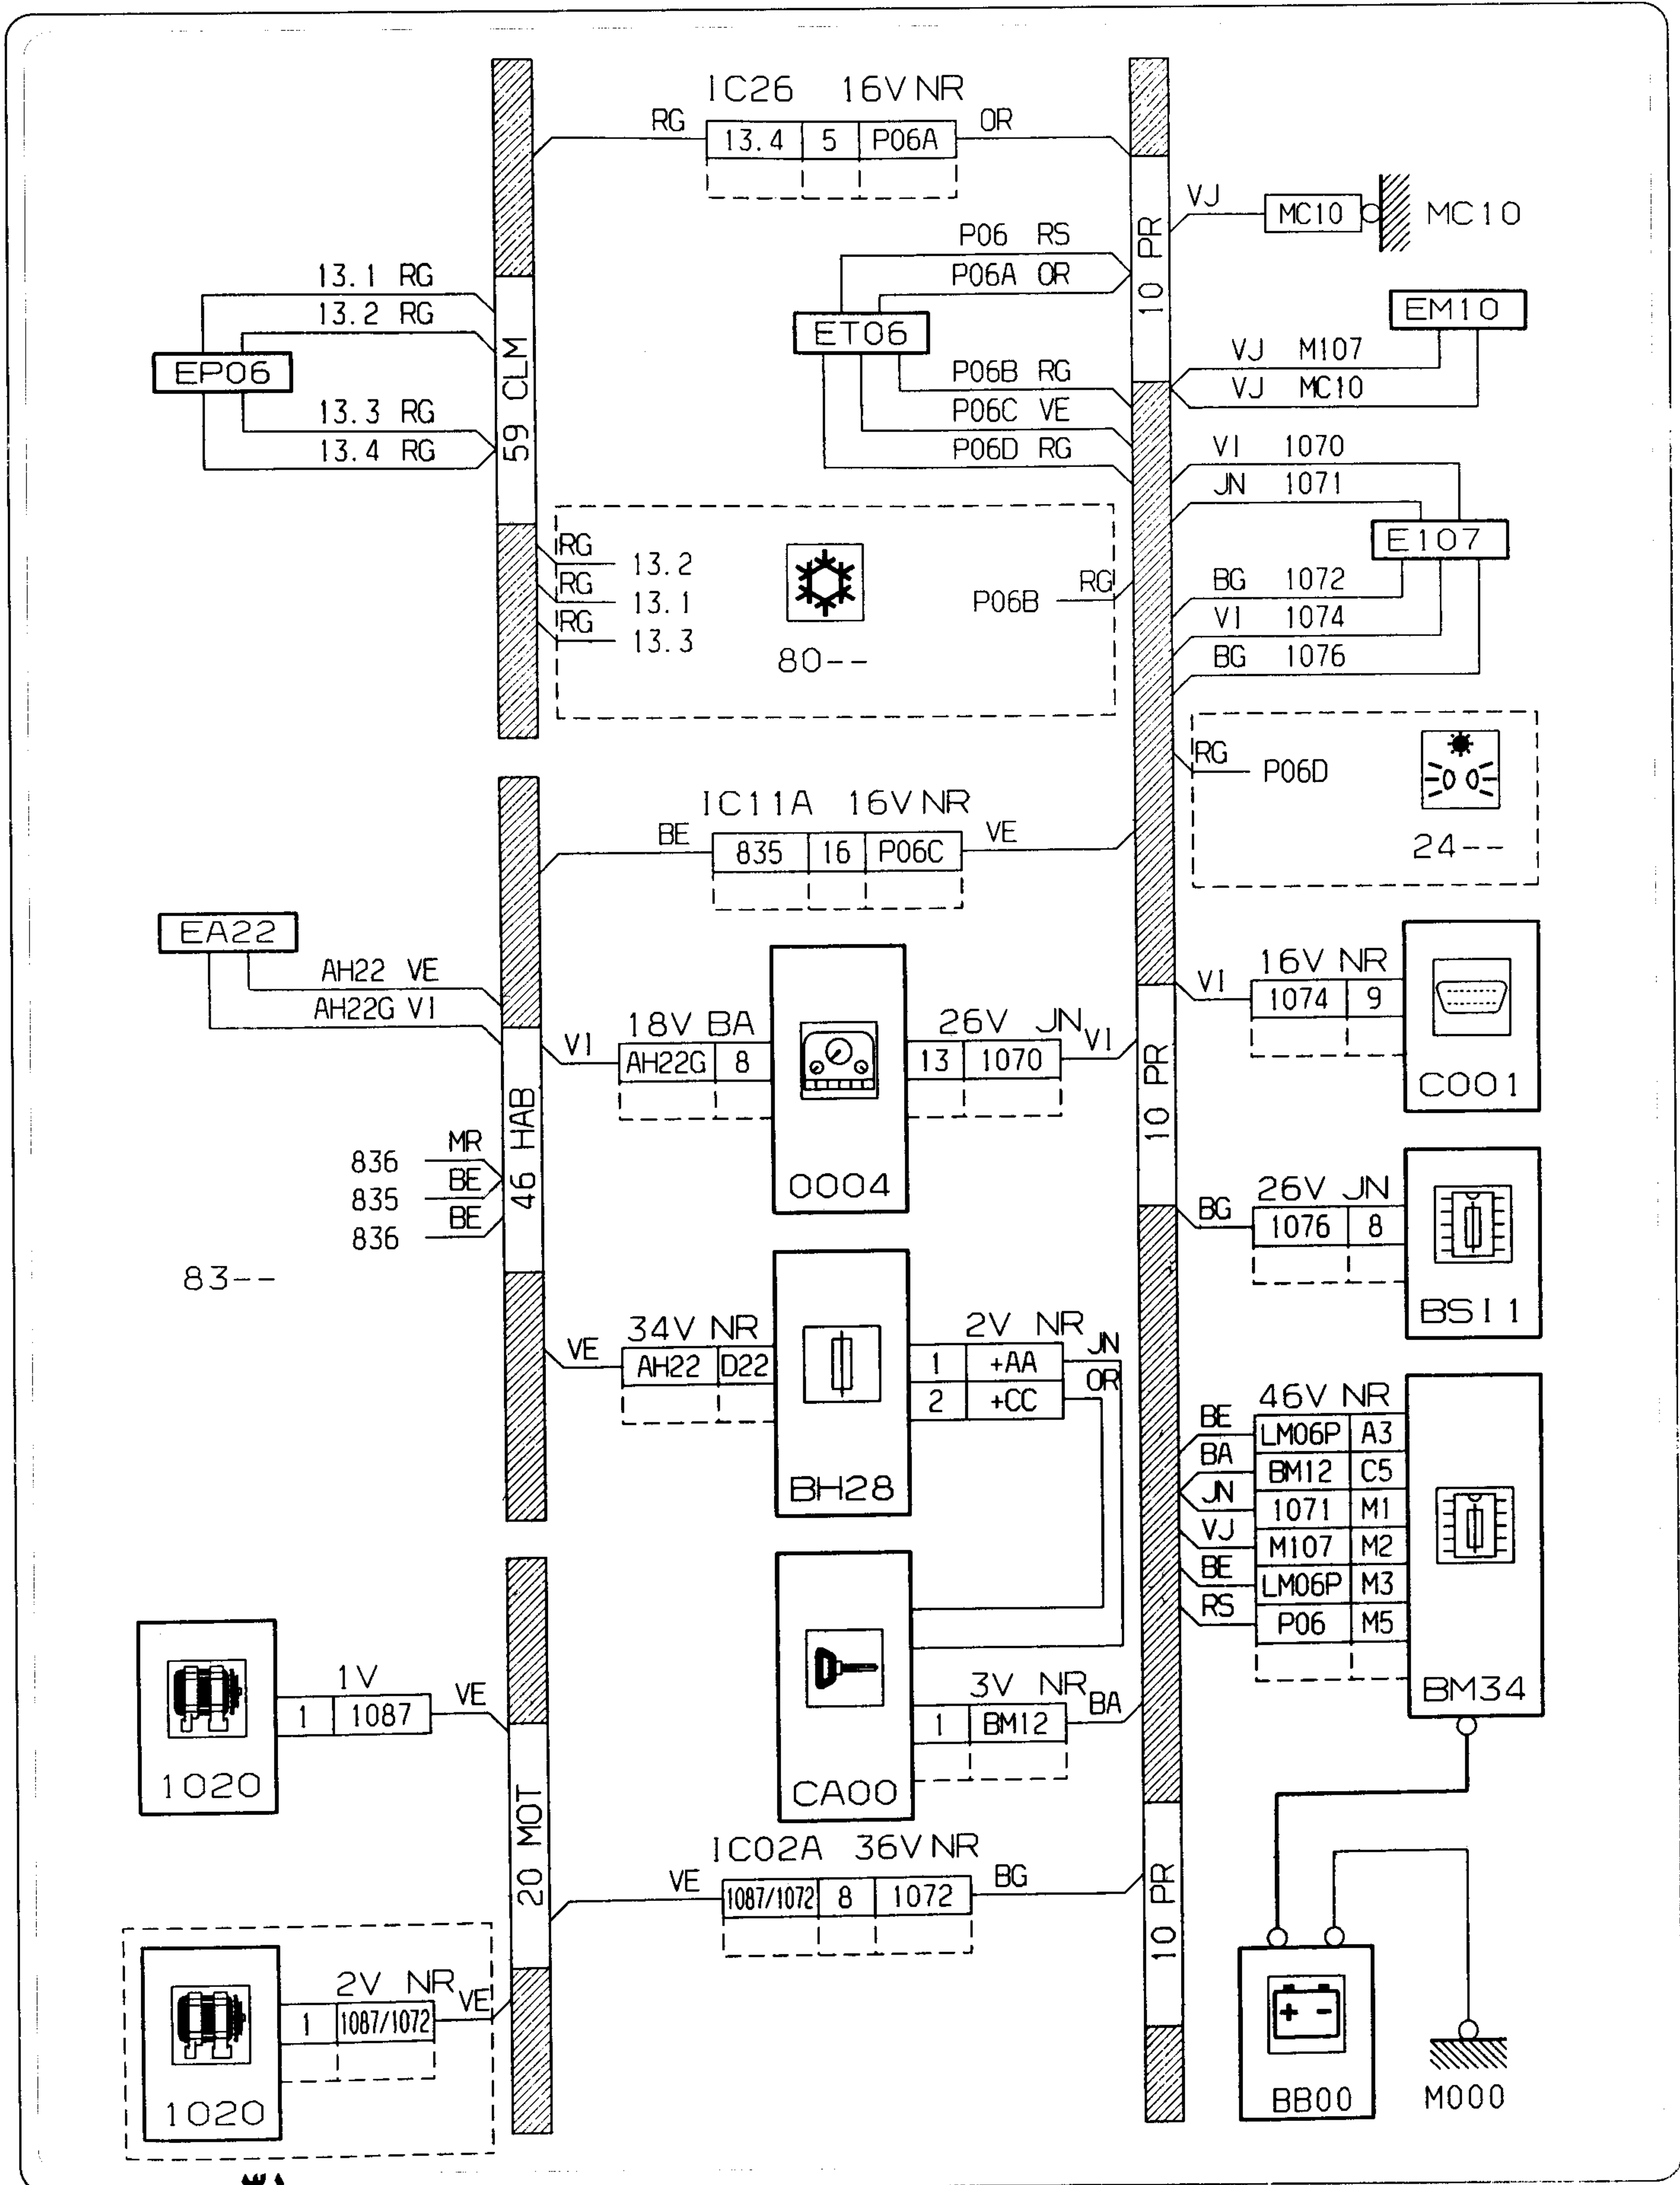 IC26 16V NR
RG 13.4 5 P06A OR
VJ MC10 MC10
10 PR
P06 RS
P06A OR
ET06
P06B RG
P06C VE
P06D RG
13.1 RG
13.2 RG
EP06
13.3 RG
13.4 RG
59 CLM
EM10
VJ M107
VJ MC10
VI 1070
JN 1071
E107
BG 1072
VI 1074
BG 1076
RG 13.2
RG 13.1
RG 13.3
P06B RG
80--
RG P06D
24--
IC11A 16V NR
BE 835 16 P06C VE
EA22
AH22 VE
AH22G VI
46 HAB
18V BA
VI AH22G 8
0004
26V JN
13 1070 VI
10 PR
16V NR
VI 1074 9
C001
836 MR
835 BE
836 BE
83--
26V JN
BG 1076 8
BSI1
34V NR
VE AH22 D22
BH28
2V NR
1 +AA JN
2 +CC OR
46V NR
BE LM06P A3
BA BM12 C5
JN 1071 M1
VJ M107 M2
BE LM06P M3
RS P06 M5
BM34
CA00
3V NR
1 BM12 BA
1V
1 1087 VE
1020
20 MOT
IC02A 36V NR
VE 1087/1072 8 1072 BG
10 PR
2V NR
1 1087/1072 VE
1020
+ -
BB00
M000